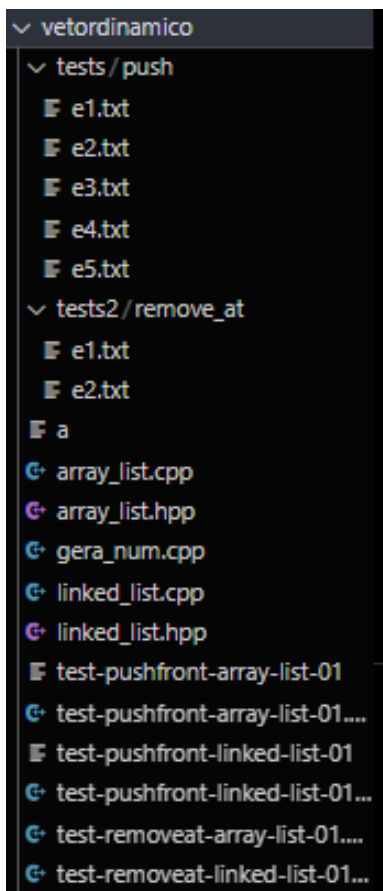 vetordinamico
tests/push
e1.txt
e2.txt
e3.txt
e4.txt
e5.txt
tests2/remove_at
e1.txt
e2.txt
a
array_list.cpp
array_list.hpp
gera_num.cpp
linked_list.cpp
linked_list.hpp
test-pushfront-array-list-01
test-pushfront-array-list-01....
test-pushfront-linked-list-01
test-pushfront-linked-list-01...
test-removeat-array-list-01....
test-removeat-linked-list-01...